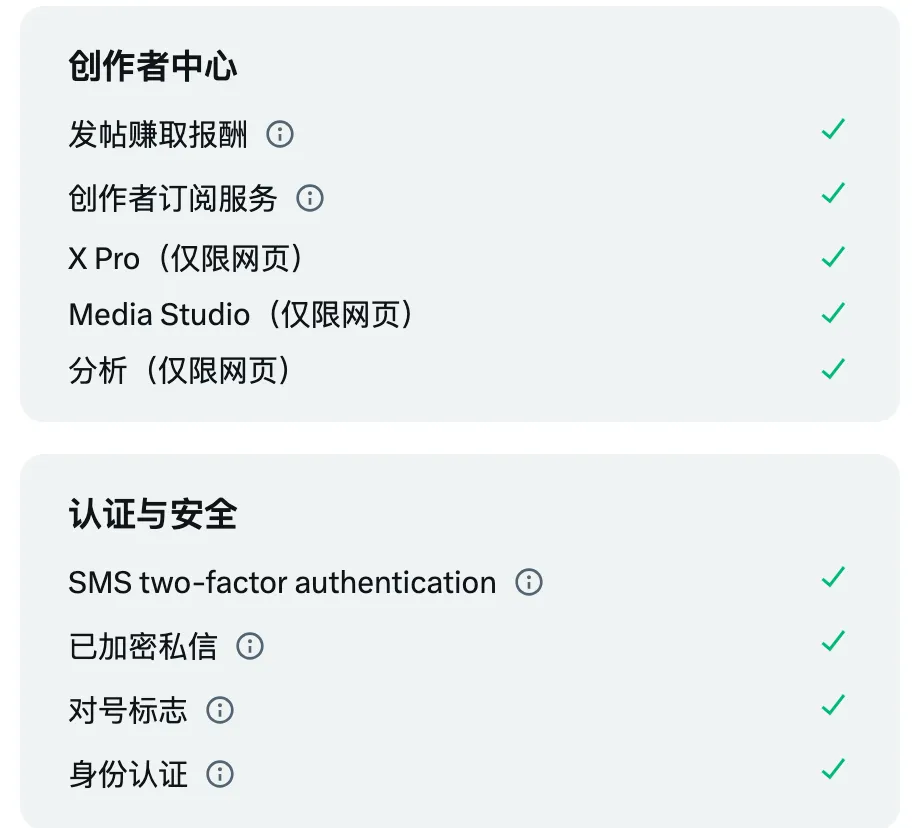 创作者中心
发帖赚取报酬
创作者订阅服务
X Pro（仅限网页）
Media Studio（仅限网页）
分析（仅限网页）
认证与安全
SMS two-factor authentication
已加密私信
对号标志
身份认证